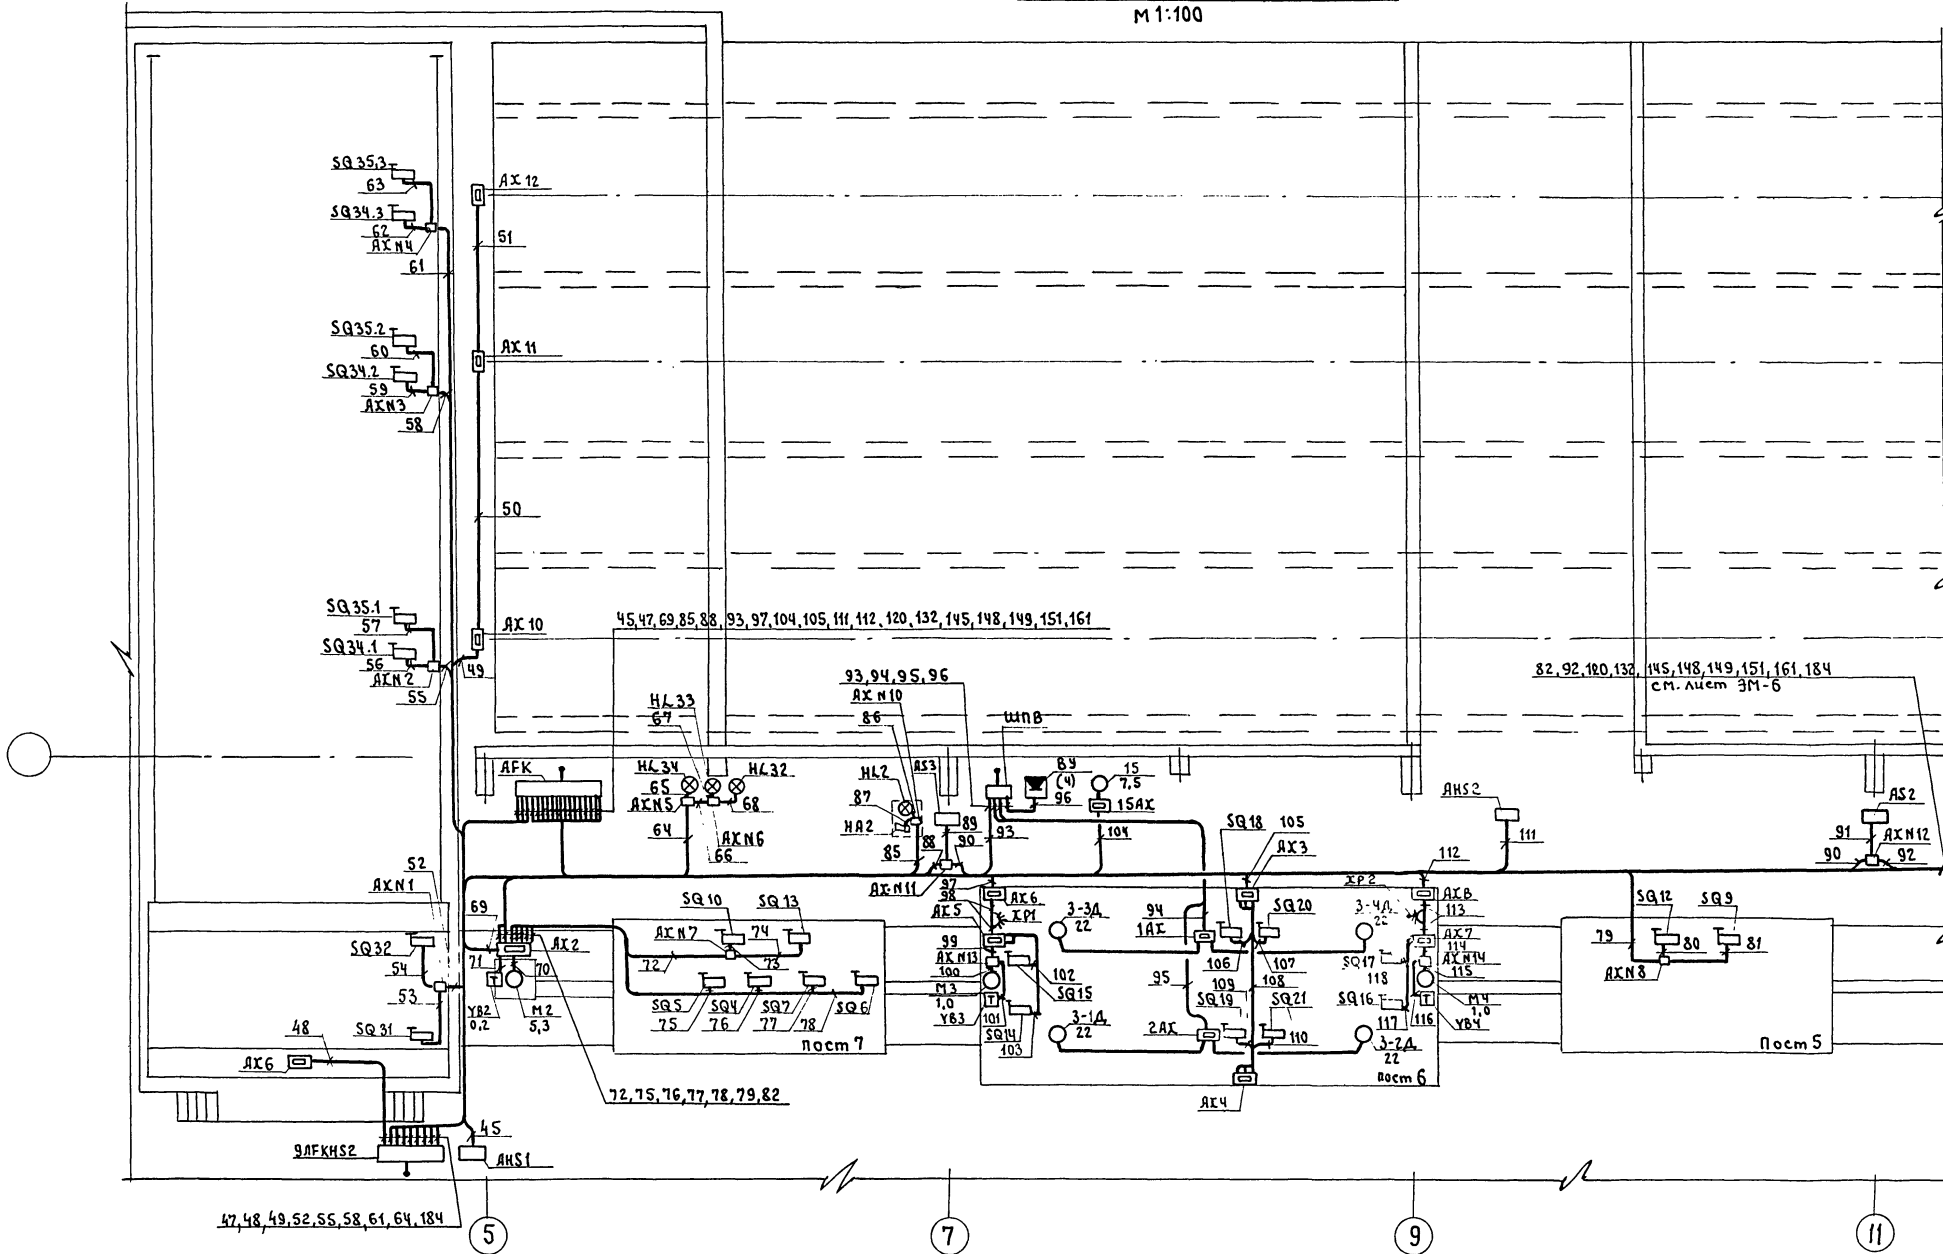 М 1:100
SQ35,3
63
АХ 12
SQ34.3
62
АХN4
51
61
SQ35.2
60
АХ 11
SQ34.2
59
АХN3
58
50
SQ35.1
57
АХ 10
45,47,69,85,88,93,97,104,105,111,112,120,132,145,148,149,151,161
SQ34.1
56
49
АХN2
55
93,94,95,96
АХN10
86
82,92,120,132,145,148,149,151,161,184
см. лист ЭМ-6
HL33
67
ШПВ
АFK
HL34
HL32
65
АХN5
68
HL2
AS3
ВУ
(4)
96
15
7,5
15АХ
87
НА2
89
64
АХN6
66
85
88
90
93
104
АХN11
SQ18
105
АХ3
АHS2
111
АS2
91
АХN12
90
92
112
52
АХN1
69
SQ10
SQ13
97
98
АХ6
АХ5
ХР1
3-3Д
22
94
1АХ
SQ20
ХР2
3-4Д
22
АХ8
113
SQ12
SQ9
SQ32
АХ2
АХN7
74
99
АХN13
АХ7
114
АХN14
79
80
81
54
71
70
72
73
100
102
106
107
SQ17
118
115
АХN8
53
М3
1,0
SQ15
95
108
109
М4
1,0
YВ2
0,2
М2
5,3
SQ5
SQ4
SQ7
SQ6
YВ3
101
SQ19
SQ21
SQ16
YВ4
48
SQ31
75
76
77
78
SQ14
103
3-1Д
22
2АХ
110
117
116
3-2Д
22
АХ6
пост 7
пост 6
Пост 5
72,75,76,77,78,79,82
АХ4
45
9АFKHS2
АHS1
47,48,49,52,55,58,61,64,184
5
7
9
11